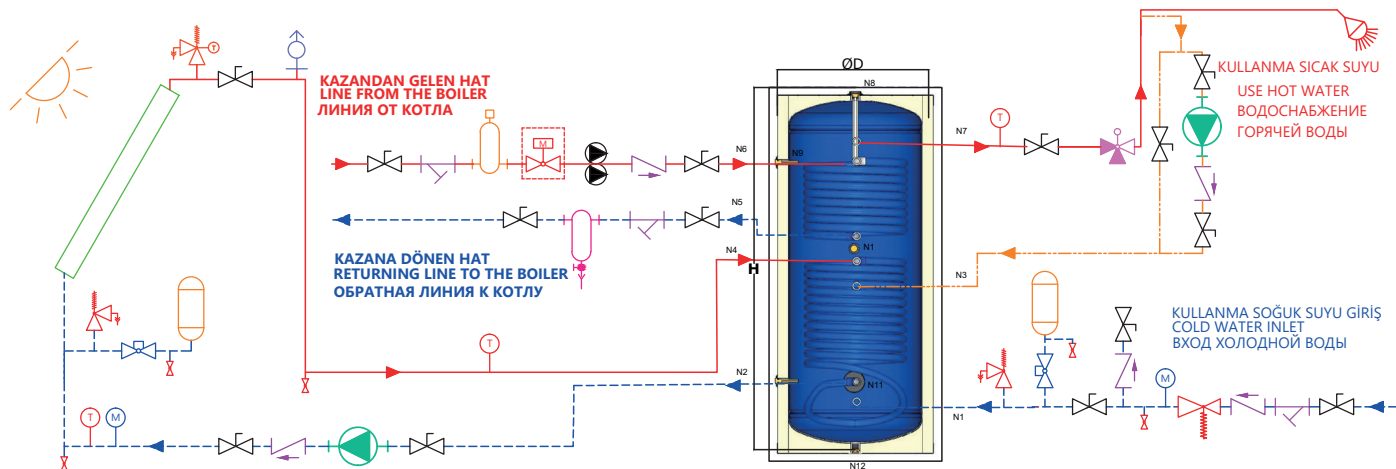 ØD
N8
KAZANDAN GELEN HAT
LINE FROM THE BOILER
ЛИНИЯ ОТ КОТЛА
T
M
N6
N9
N7
T
KULLANMA SICAK SUYU
USE HOT WATER
ВОДОСНАБЖЕНИЕ
ГОРЯЧЕЙ ВОДЫ
N5
KAZANA DÖNEN HAT
RETURNING LINE TO THE BOILER
ОБРАТНАЯ ЛИНИЯ К КОТЛУ
N4
H
N1
N3
KULLANMA SOĞUK SUYU GİRİŞ
COLD WATER INLET
ВХОД ХОЛОДНОЙ ВОДЫ
T
N2
N11
M
N1
T
M
N12